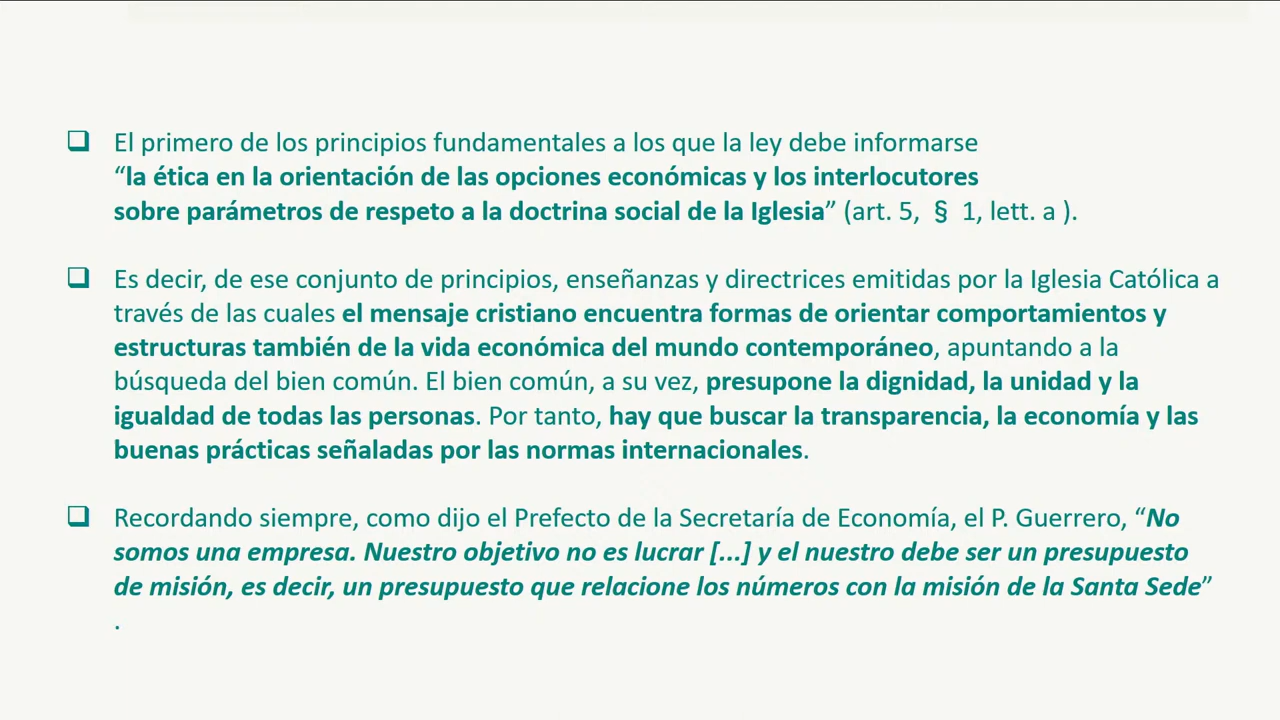 ❑ El primero de los principios fundamentales a los que la ley debe informarse
“la ética en la orientación de las opciones económicas y los interlocutores
sobre parámetros de respeto a la doctrina social de la Iglesia” (art. 5, § 1, lett. a ).
❑ Es decir, de ese conjunto de principios, enseñanzas y directrices emitidas por la Iglesia Católica a
través de las cuales el mensaje cristiano encuentra formas de orientar comportamientos y
estructuras también de la vida económica del mundo contemporáneo, apuntando a la
búsqueda del bien común. El bien común, a su vez, presupone la dignidad, la unidad y la
igualdad de todas las personas. Por tanto, hay que buscar la transparencia, la economía y las
buenas prácticas señaladas por las normas internacionales.
❑ Recordando siempre, como dijo el Prefecto de la Secretaría de Economía, el P. Guerrero, “No
somos una empresa. Nuestro objetivo no es lucrar [...] y el nuestro debe ser un presupuesto
de misión, es decir, un presupuesto que relacione los números con la misión de la Santa Sede”
.